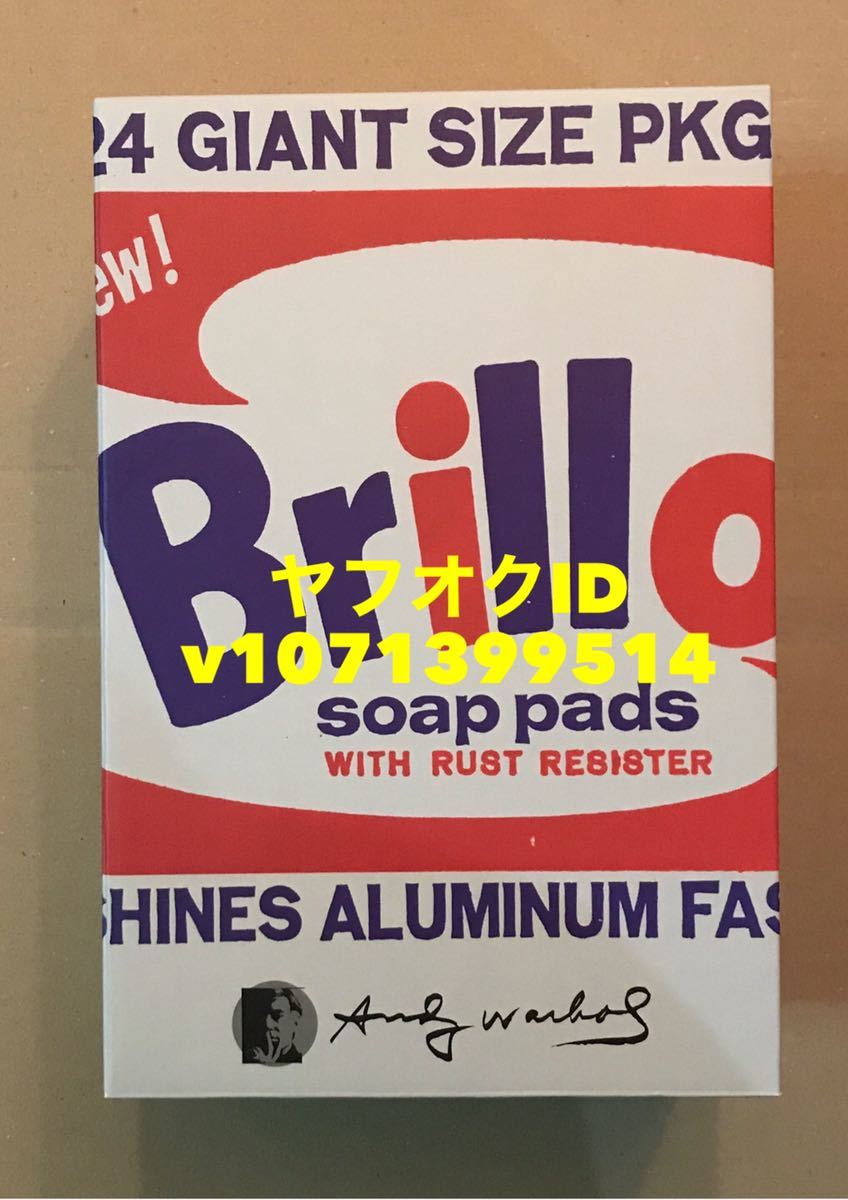 24 GIANT SIZE PKG
ew!
Brillo
ヤフオクID
v1071399514
soap pads
WITH RUST RESISTER
SHINES ALUMINUM FAS
Andy Warhol